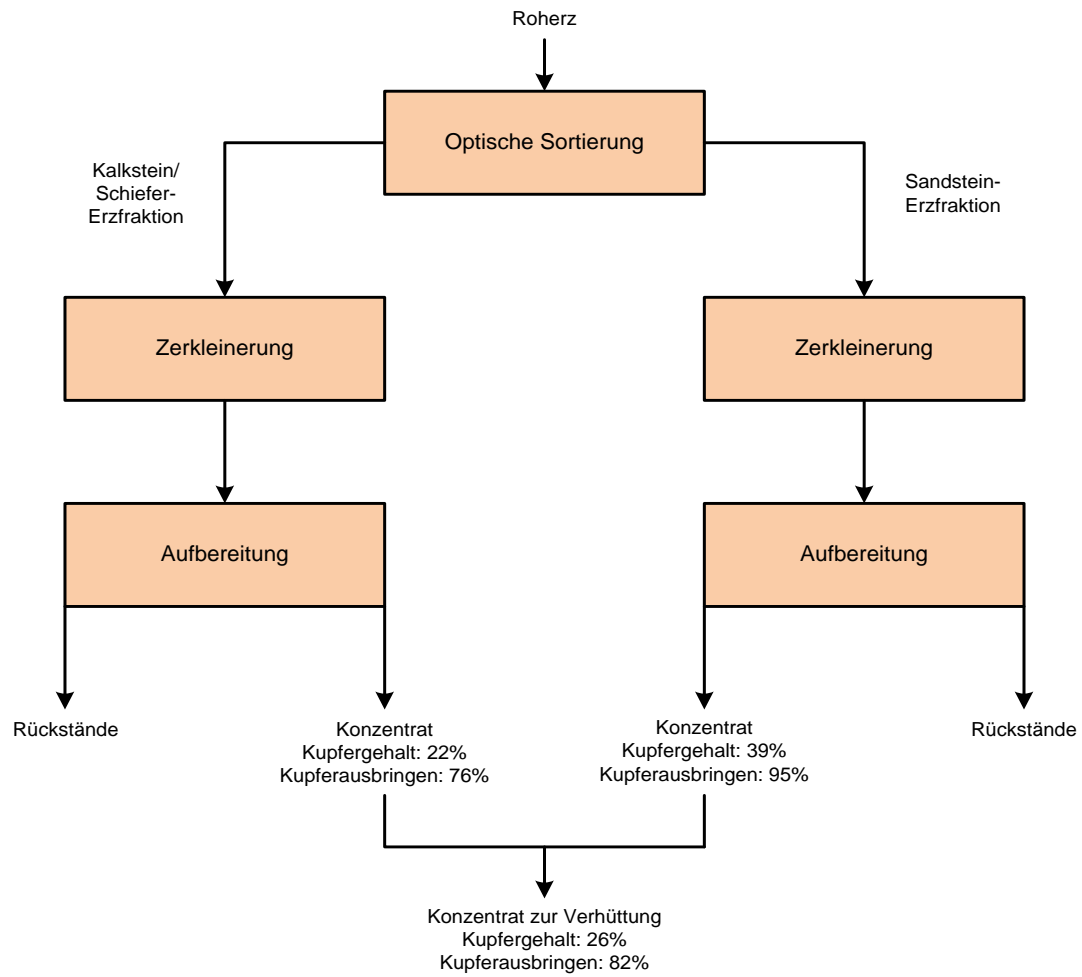 Roherz
Optische Sortierung
Kalkstein/
Schiefer-
Erzfraktion
Sandstein-
Erzfraktion
Zerkleinerung
Zerkleinerung
Aufbereitung
Aufbereitung
Rückstände
Konzentrat
Kupfergehalt: 22%
Kupferausbringen: 76%
Konzentrat
Kupfergehalt: 39%
Kupferausbringen: 95%
Rückstände
Konzentrat zur Verhüttung
Kupfergehalt: 26%
Kupferausbringen: 82%